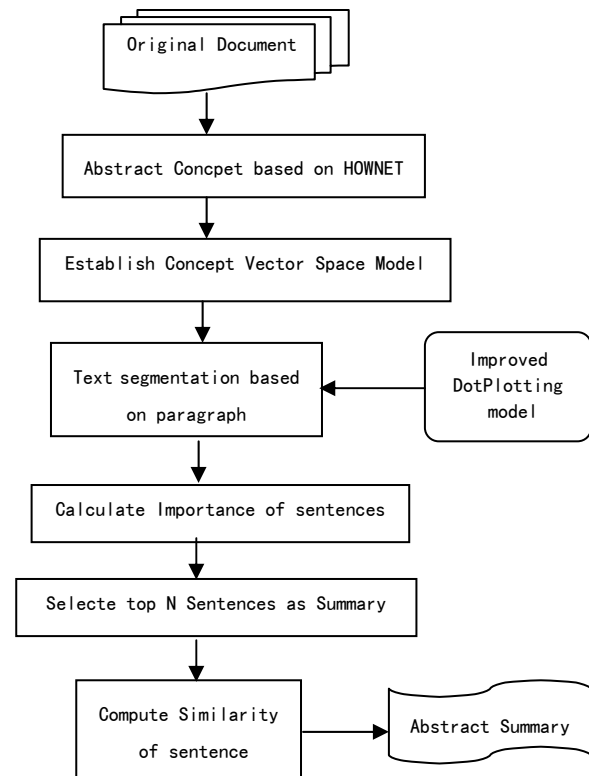 Original Document
Abstract Concpet based on HOWNET
Establish Concept Vector Space Model
Text segmentation based
on paragraph
Improved
DotPlotting
model
Calculate Importance of sentences
Selecte top N Sentences as Summary
Compute Similarity
of sentence
Abstract Summary